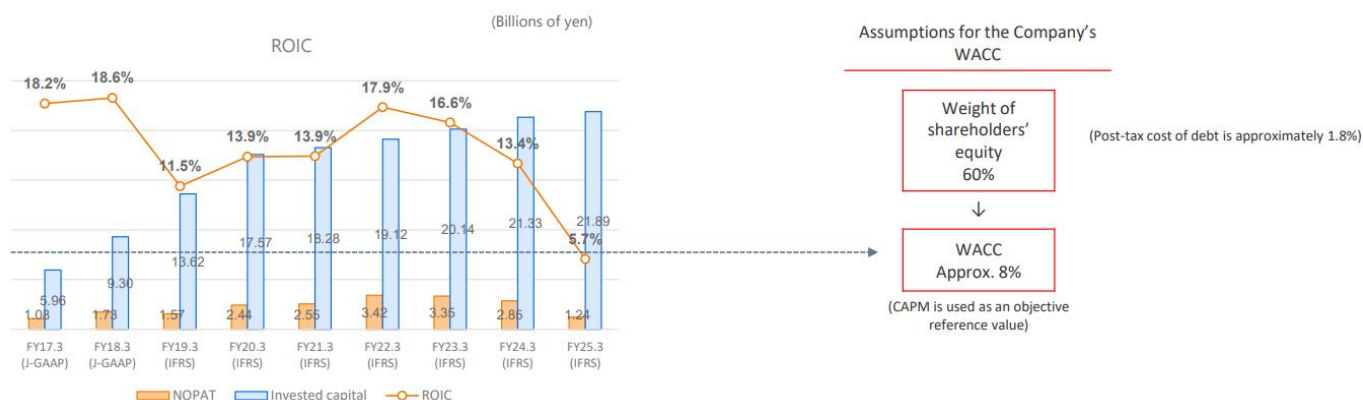 (Billions of yen)
ROIC
18.2%
18.6%
11.5%
13.9%
13.9%
17.9%
16.6%
13.4%
5.7%
5.96
9.30
13.62
17.57
18.28
19.12
20.14
21.33
21.89
1.08
1.73
1.57
2.44
2.55
3.42
3.35
2.85
1.24
FY17.3 FY18.3 FY19.3 FY20.3 FY21.3 FY22.3 FY23.3 FY24.3 FY25.3
(J-GAAP) (J-GAAP) (IFRS) (IFRS) (IFRS) (IFRS) (IFRS) (IFRS) (IFRS)
NOPAT Invested capital ROIC
Assumptions for the Company's
WACC
Weight of
shareholders'
equity
60%
(Post-tax cost of debt is approximately 1.8%)
↓
WACC
Approx. 8%
(CAPM is used as an objective
reference value)